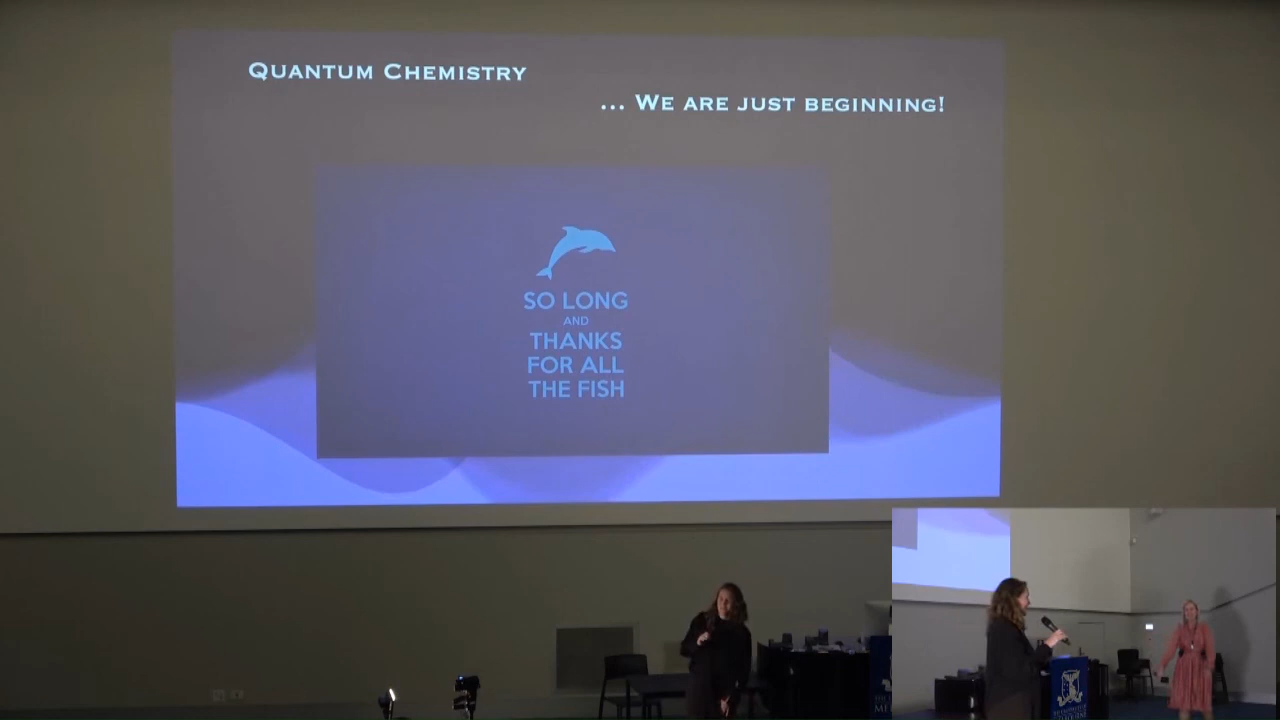 QUANTUM CHEMISTRY
... WE ARE JUST BEGINNING!
SO LONG
AND
THANKS
FOR ALL
THE FISH